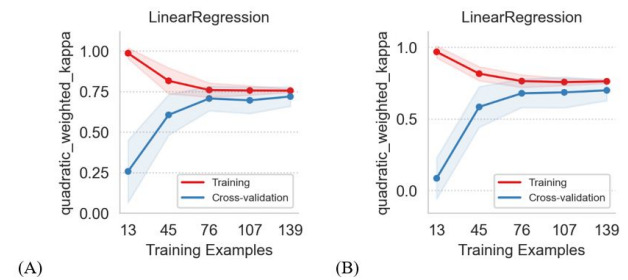 LinearRegression
quadratic_weighted_kappa
1.00
0.75
0.50
0.25
0.00
Training
Cross-validation
13 45 76 107 139
Training Examples
(A)
LinearRegression
quadratic_weighted_kappa
1.0
0.5
0.0
Training
Cross-validation
13 45 76 107 139
Training Examples
(B)